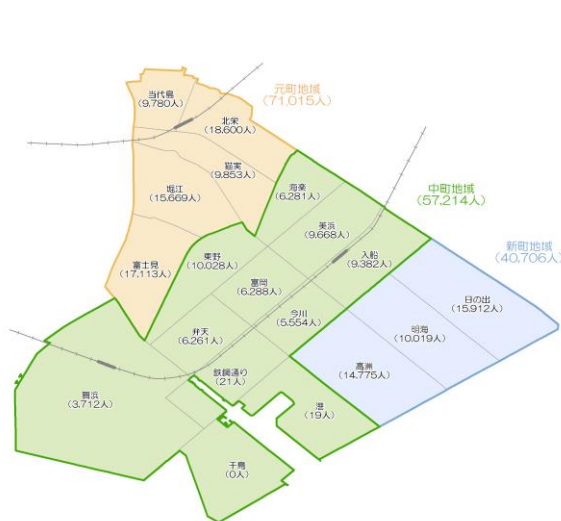 当代島
(9.780人)
元町地域
(71.015人)
北栄
(18.600人)
猫実
(9.853人)
堀江
(15.669人)
富士見
(17.113人)
中町地域
(57.214人)
海楽
(6.281人)
美浜
(9.668人)
入船
(9.382人)
東野
(10.028人)
富岡
(6.288人)
今川
(5.554人)
弁天
(6.261人)
鉄鋼通り
(21人)
舞浜
(3.712人)
港
(19人)
千鳥
(0人)
新町地域
(40.706人)
日の出
(15.912人)
明海
(10.019人)
高洲
(14.775人)